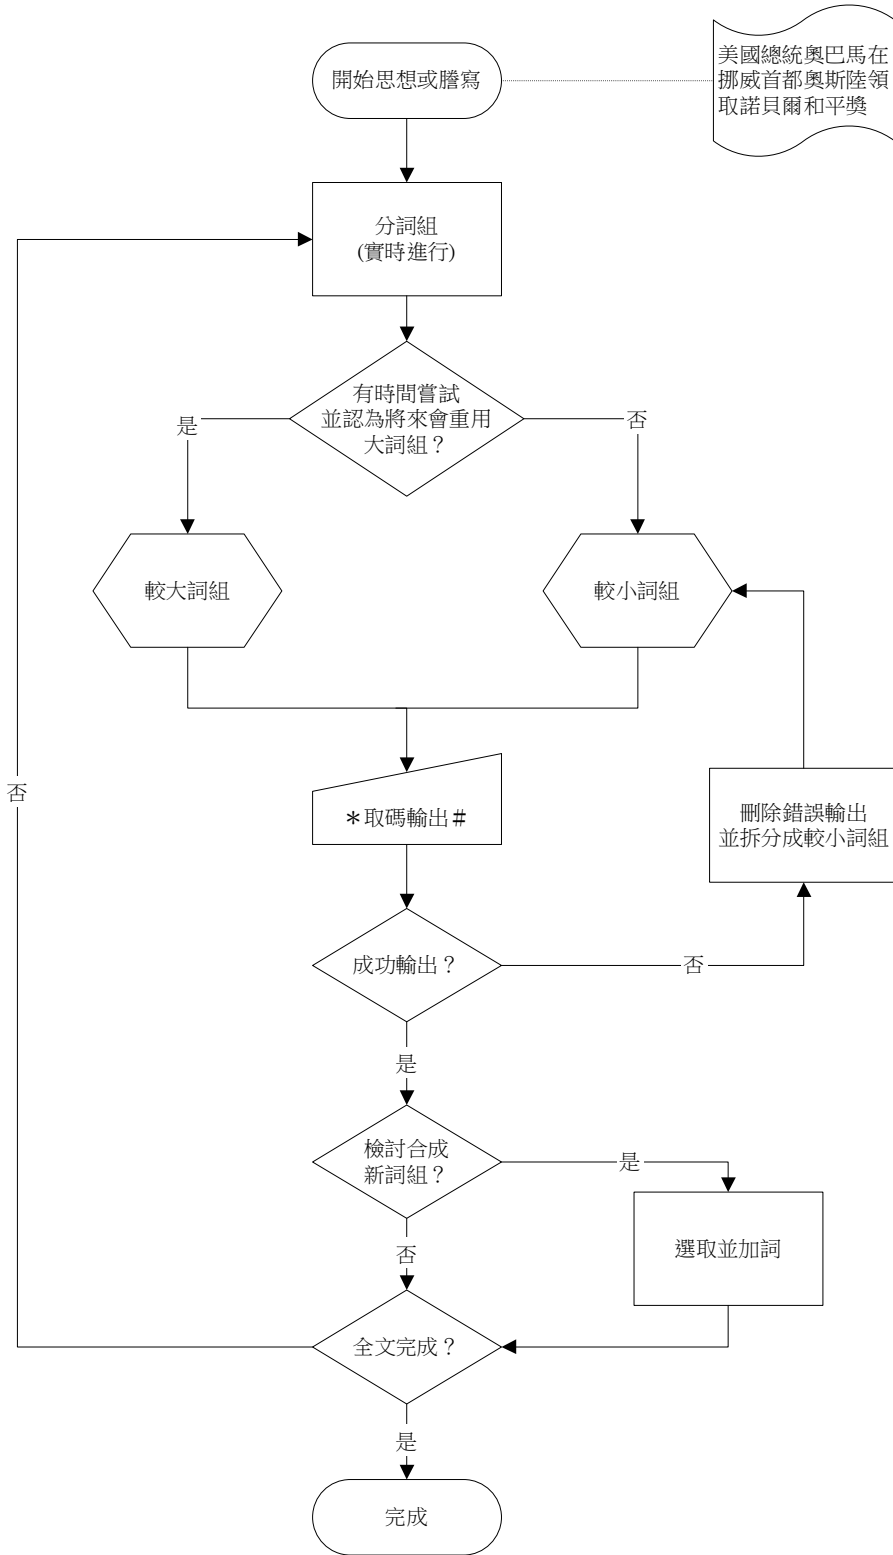 開始思想或謄寫
美國總統奧巴馬在
挪威首都奧斯陸領
取諾貝爾和平獎
分詞組
(實時進行)
有時間嘗試
並認為將來會重用
大詞組？
是
否
較大詞組
較小詞組
否
＊取碼輸出＃
刪除錯誤輸出
並拆分成較小詞組
成功輸出？
否
是
檢討合成
新詞組？
是
否
選取並加詞
全文完成？
是
完成